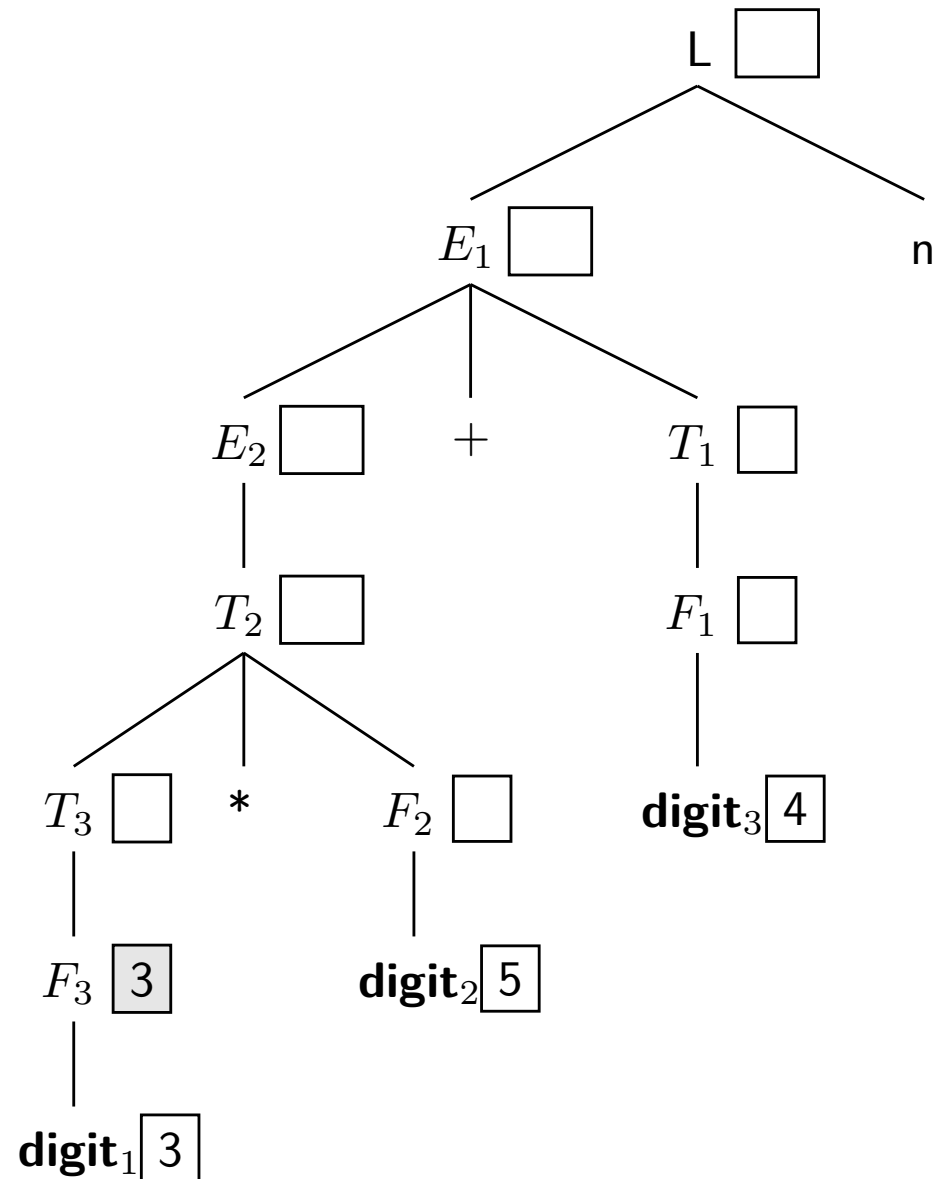 L
E₁ n
E₂ + T₁
T₂ F₁
T₃ * F₂ digit₃ 4
F₃ 3 digit₂ 5
digit₁ 3